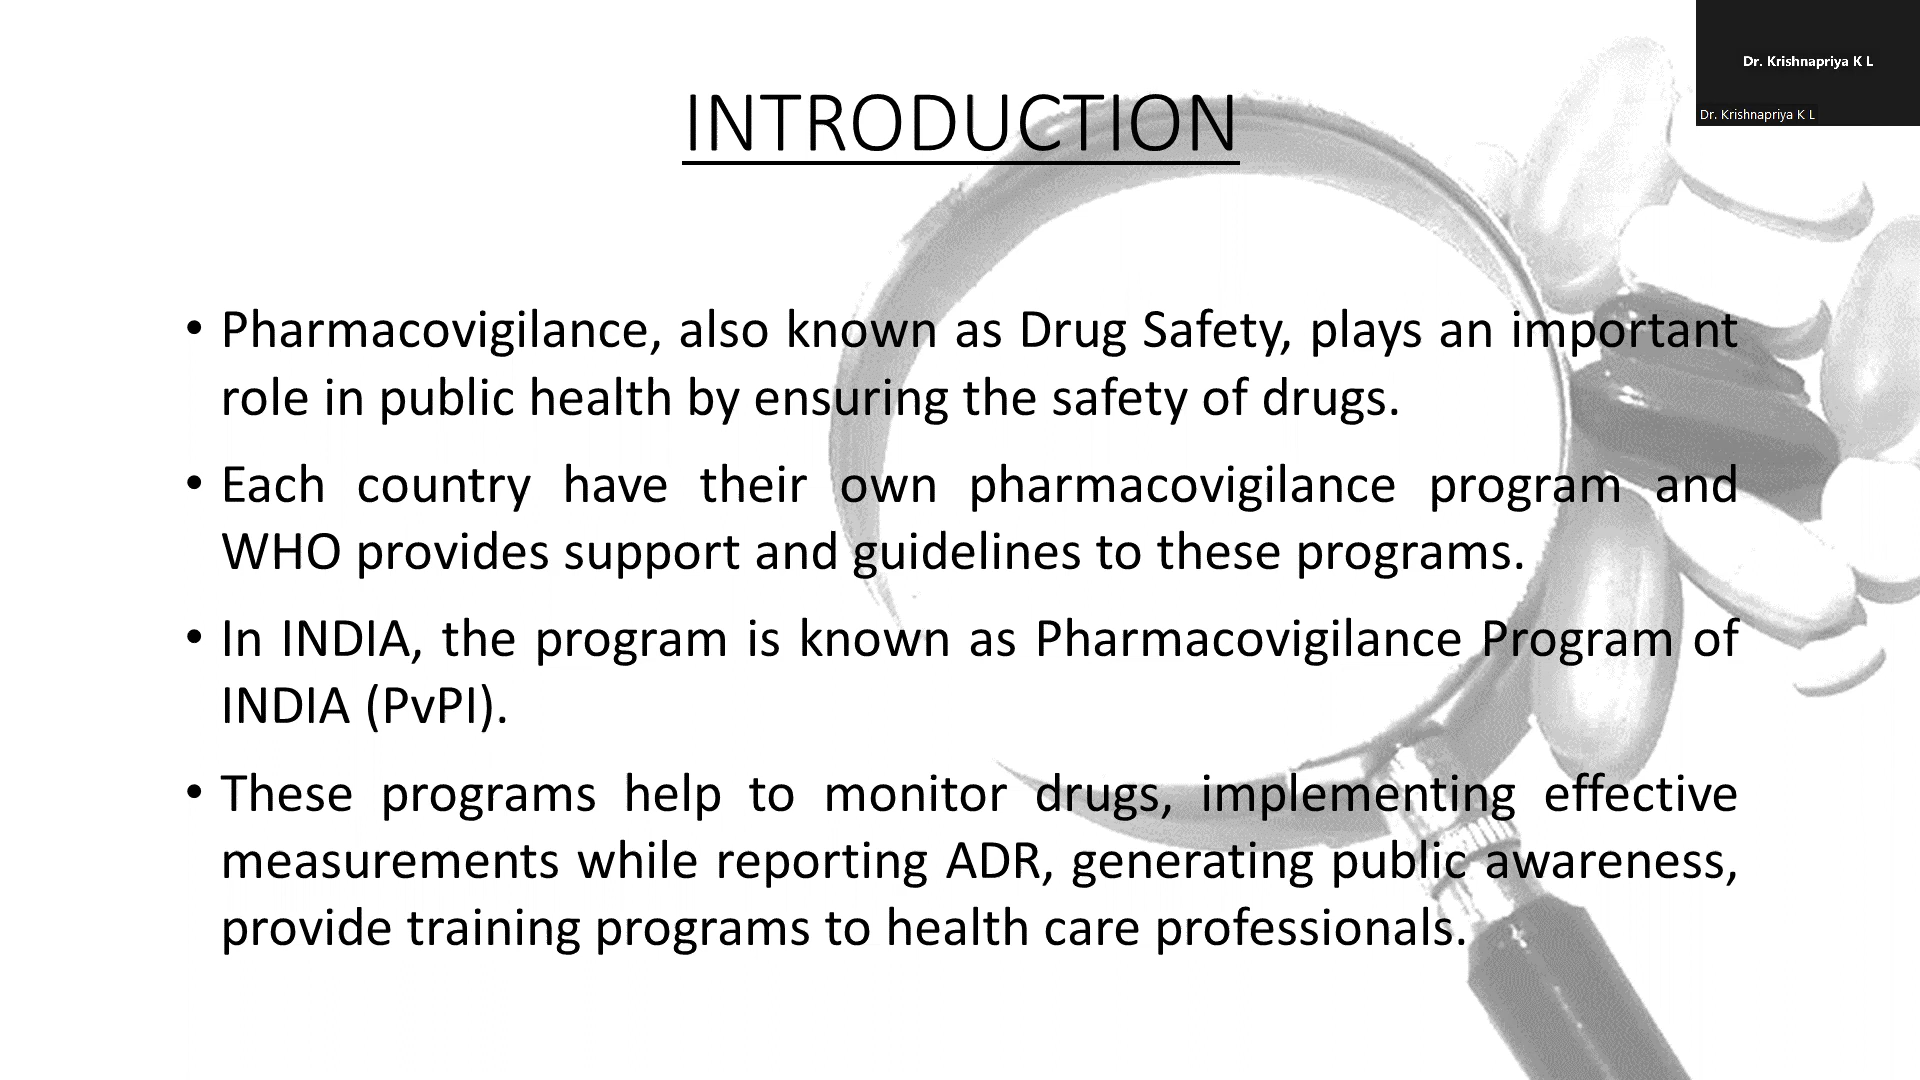 Dr. Krishnapriya K L
Dr. Krishnapriya K L
INTRODUCTION
• Pharmacovigilance, also known as Drug Safety, plays an important
role in public health by ensuring the safety of drugs.
• Each country have their own pharmacovigilance program and
WHO provides support and guidelines to these programs.
• In INDIA, the program is known as Pharmacovigilance Program of
INDIA (PvPI).
• These programs help to monitor drugs, implementing effective
measurements while reporting ADR, generating public awareness,
provide training programs to health care professionals.